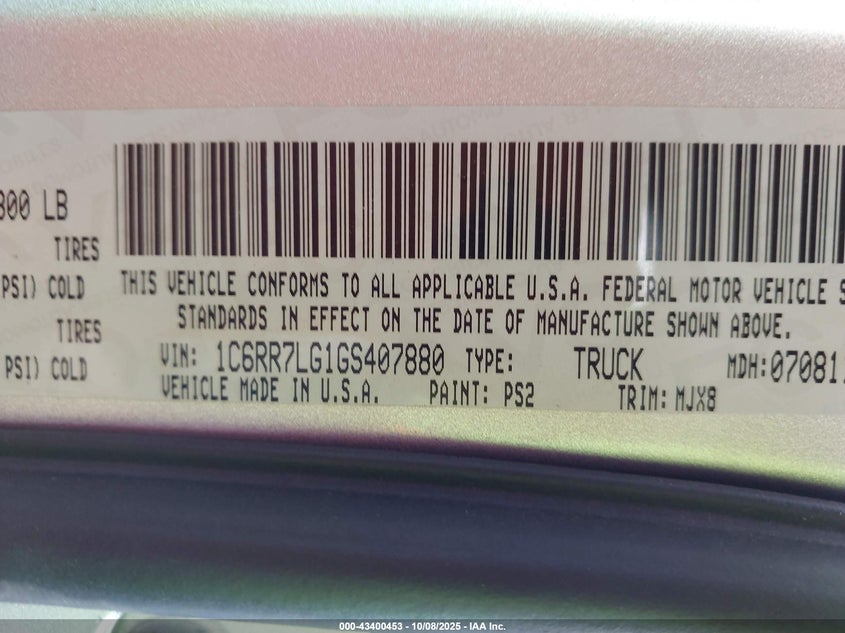 800 LB
TIRES
PSI) COLD
TIRES
PSI) COLD
THIS VEHICLE CONFORMS TO ALL APPLICABLE U.S.A. FEDERAL MOTOR VEHICLE S
STANDARDS IN EFFECT ON THE DATE OF MANUFACTURE SHOWN ABOVE.
VIN: 1C6RR7LG1GS407880 TYPE: TRUCK MDH:07081
VEHICLE MADE IN U.S.A. PAINT: PS2 TRIM: MJX8
000-43400453 - 10/08/2025 - IAA Inc.